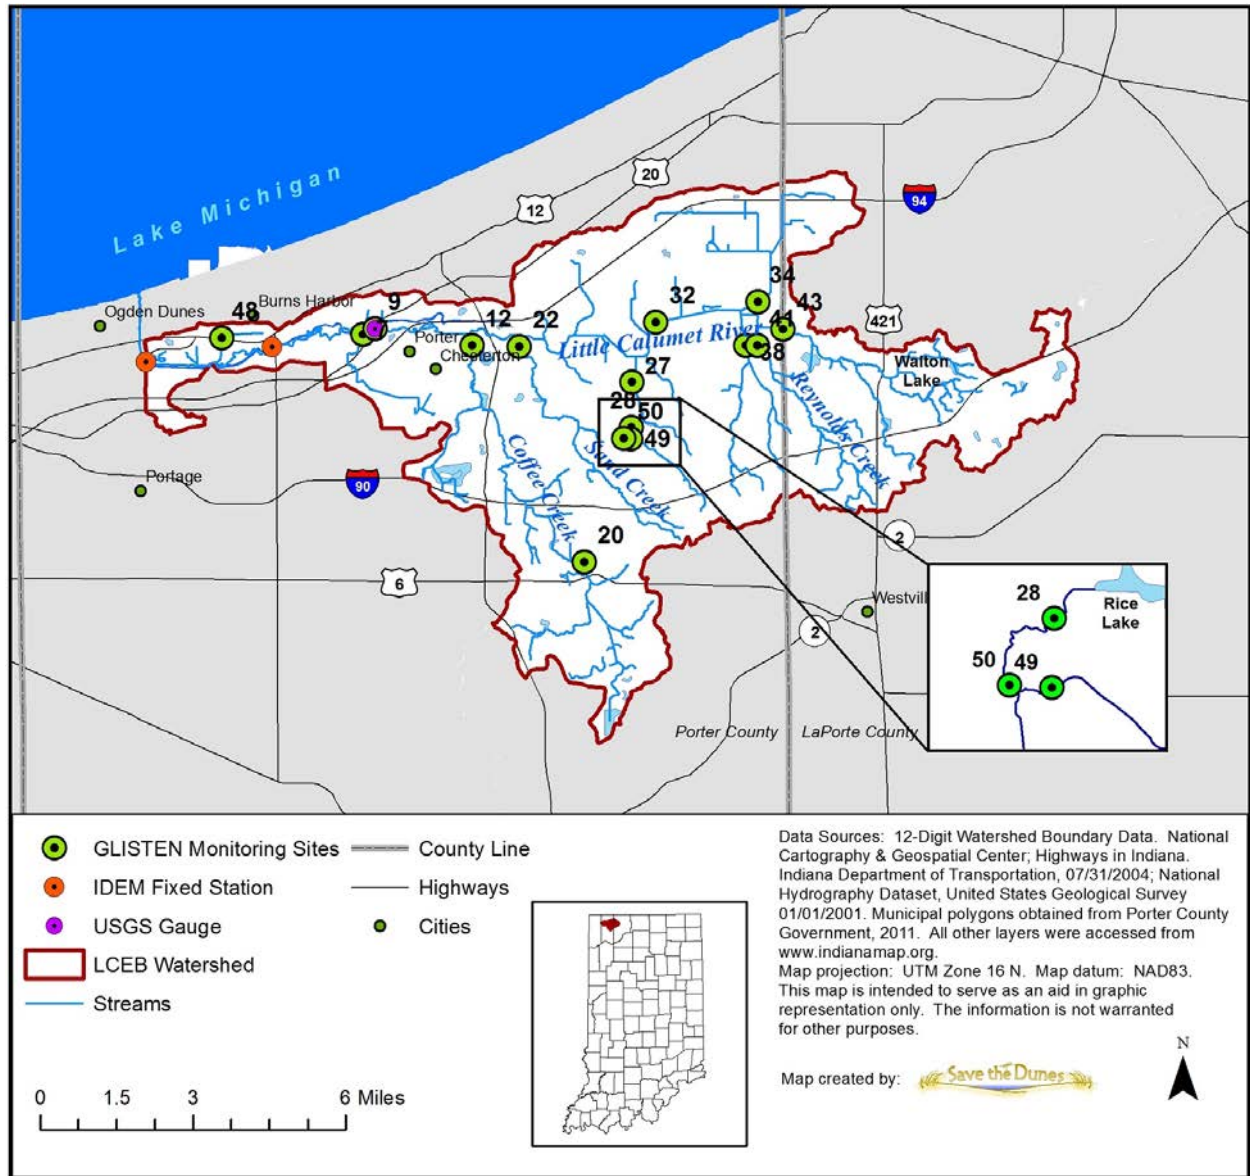 Lake Michigan
20
12
94
Ogden Dunes
48
Burns Harbor
9
Porter
Chesterton
12
22
32
34
43
41
38
421
Little Calumet River
Walton
Lake
27
28
50
49
Reynolds Creek
Coffee Creek
Sand Creek
Portage
90
20
6
2
Westvill
2
28
Rice
Lake
50
49
Porter County
LaPorte County
GLISTEN Monitoring Sites
County Line
IDEM Fixed Station
Highways
USGS Gauge
Cities
LCEB Watershed
Streams
0 1.5 3 6 Miles
Data Sources: 12-Digit Watershed Boundary Data. National
Cartography & Geospatial Center; Highways in Indiana.
Indiana Department of Transportation, 07/31/2004; National
Hydrography Dataset, United States Geological Survey
01/01/2001. Municipal polygons obtained from Porter County
Government, 2011. All other layers were accessed from
www.indianamap.org.
Map projection: UTM Zone 16 N. Map datum: NAD83.
This map is intended to serve as an aid in graphic
representation only. The information is not warranted
for other purposes.
N
Map created by:
Save the Dunes